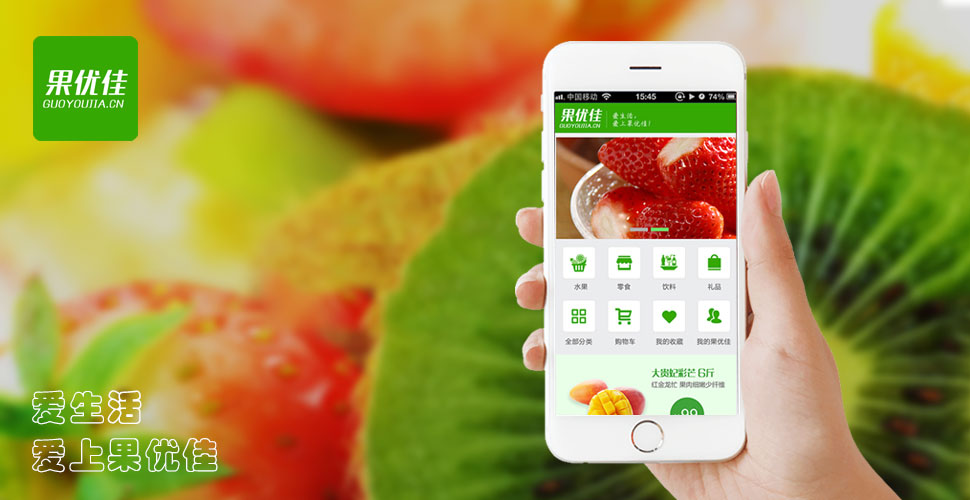 果优佳
GUOYOUJIA.CN
中国移动
15:45
74%
果优佳
GUOYOUJIA.CN
爱生活，
爱上果优佳！
水果
零食
饮料
礼品
全部分类
购物车
我的收藏
我的果优佳
大贵妃彩芒 6斤
红金龙忙 果肉细嫩少纤维
爱生活
爱上果优佳